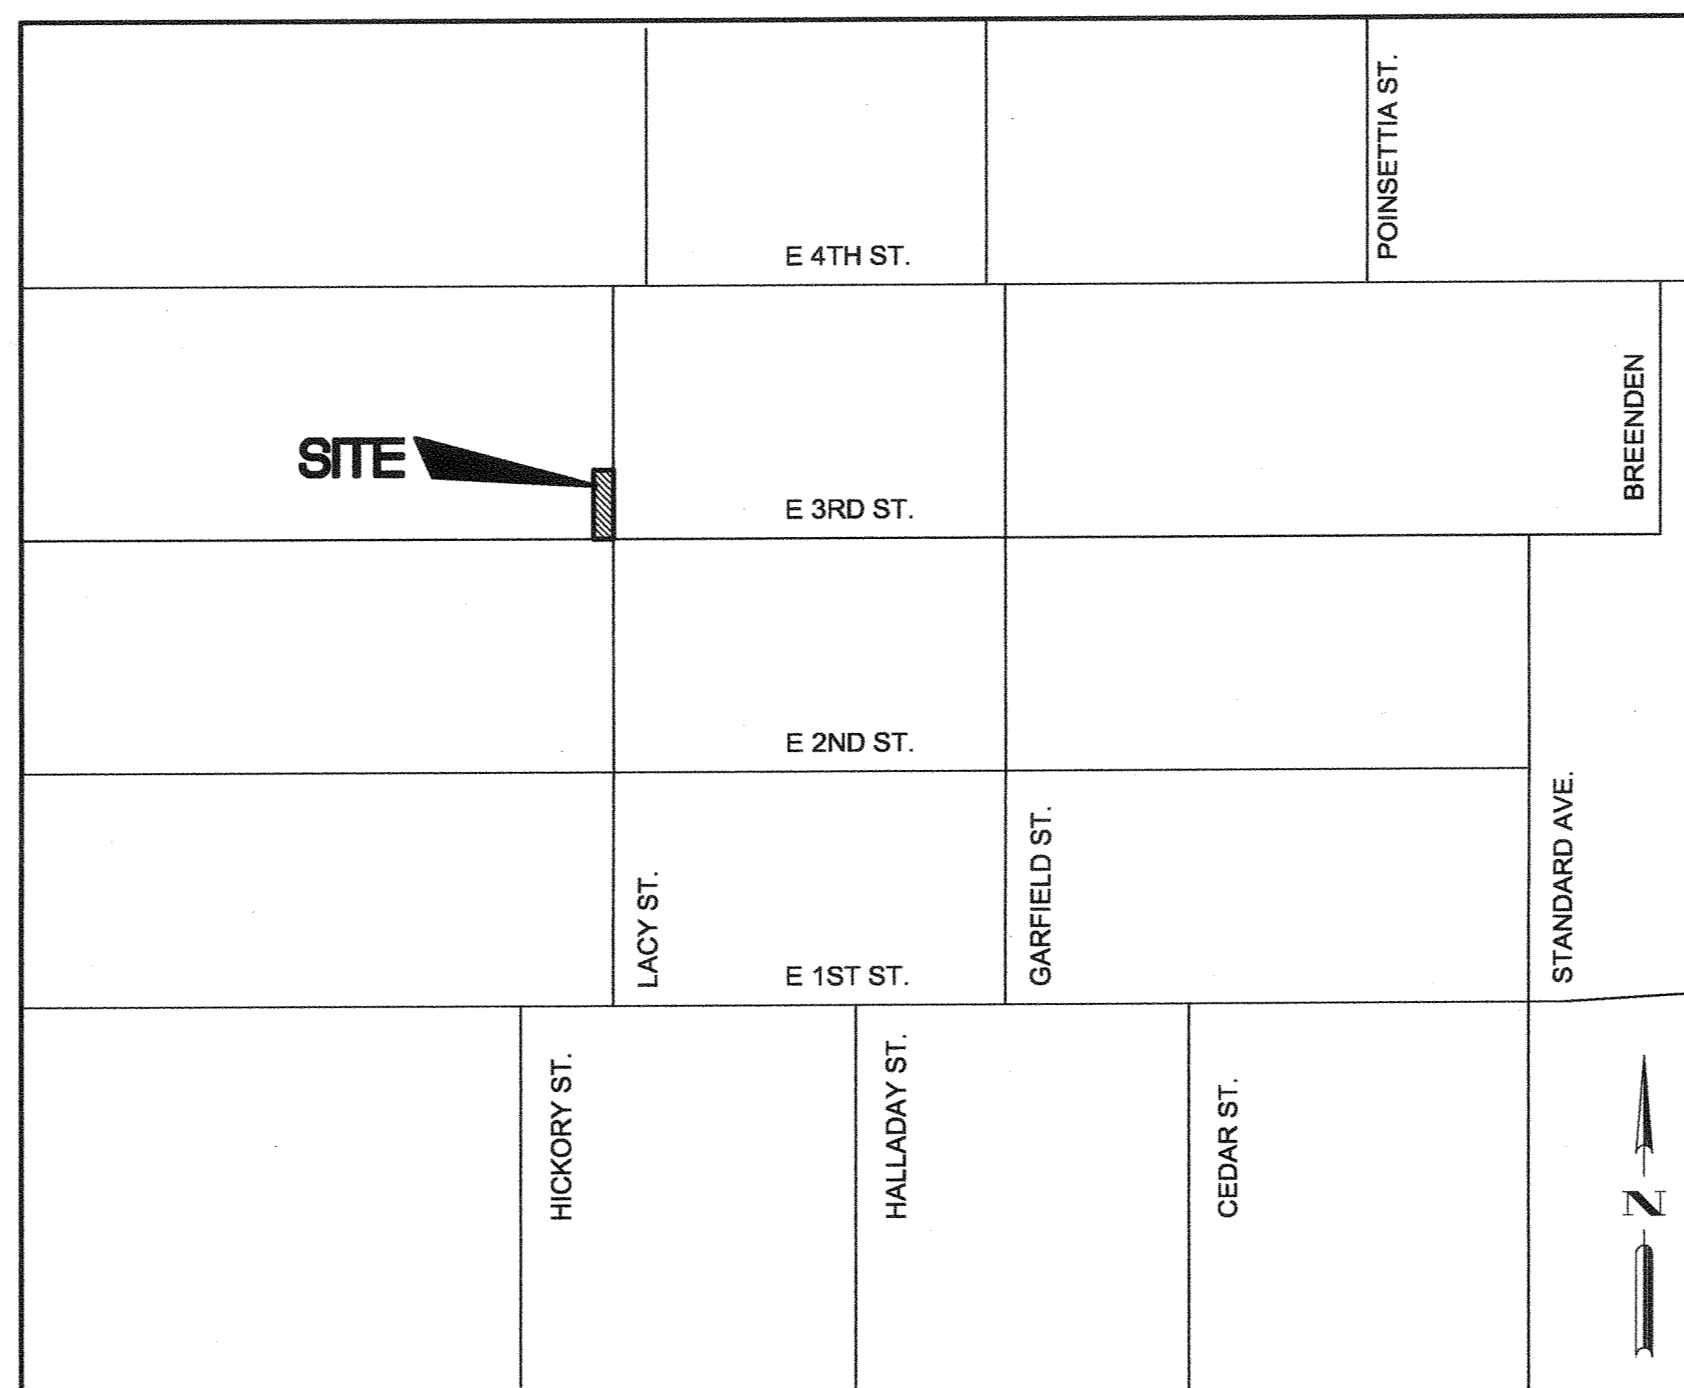 POINSETTIA ST.
E 4TH ST.
BREENDEN
SITE
E 3RD ST.
E 2ND ST.
STANDARD AVE.
GARFIELD ST.
LACY ST.
E 1ST ST.
HICKORY ST.
HALLADAY ST.
CEDAR ST.
N